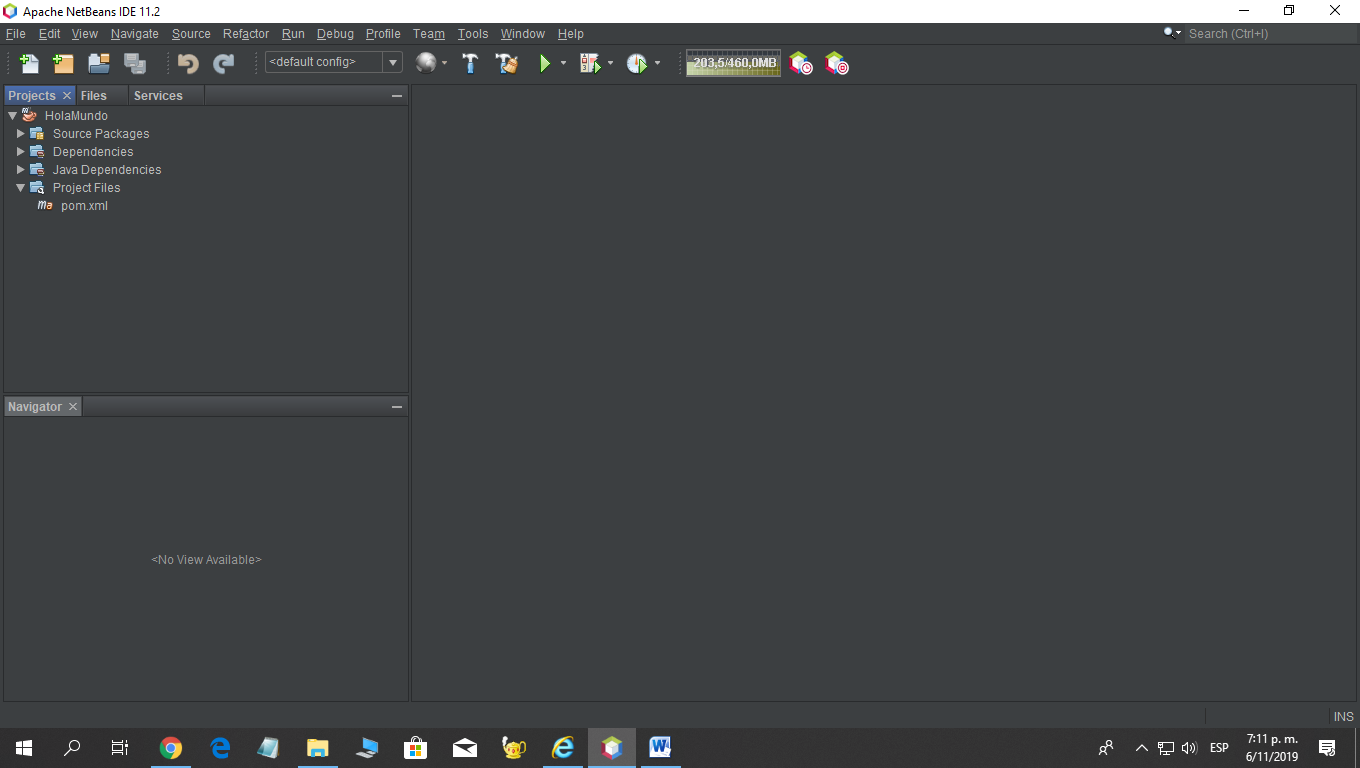 Apache NetBeans IDE 11.2
File Edit View Navigate Source Refactor Run Debug Profile Team Tools Window Help
Search (Ctrl+I)
<default config>
203,5/460,0MB
Projects Files Services
HolaMundo
Source Packages
Dependencies
Java Dependencies
Project Files
pom.xml
Navigator
<No View Available>
INS
ESP
7:11 p. m.
6/11/2019